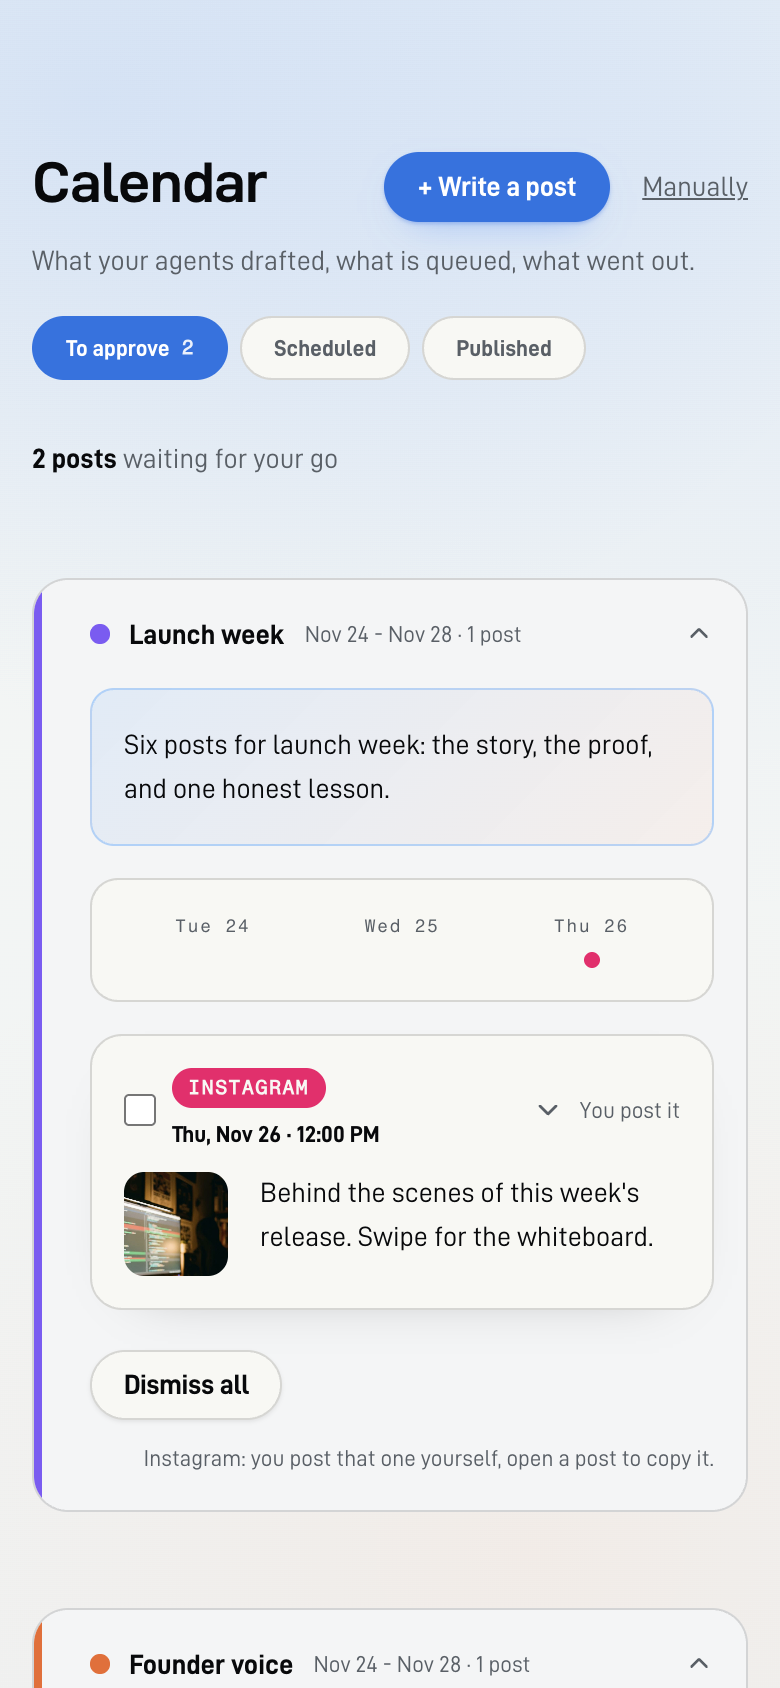 Calendar
+ Write a post
Manually
What your agents drafted, what is queued, what went out.
To approve 2
Scheduled
Published
2 posts waiting for your go
Launch week Nov 24 - Nov 28 · 1 post
Six posts for launch week: the story, the proof,
and one honest lesson.
Tue 24 Wed 25 Thu 26
INSTAGRAM
You post it
Thu, Nov 26 · 12:00 PM
Behind the scenes of this week's
release. Swipe for the whiteboard.
Dismiss all
Instagram: you post that one yourself, open a post to copy it.
Founder voice Nov 24 - Nov 28 · 1 post